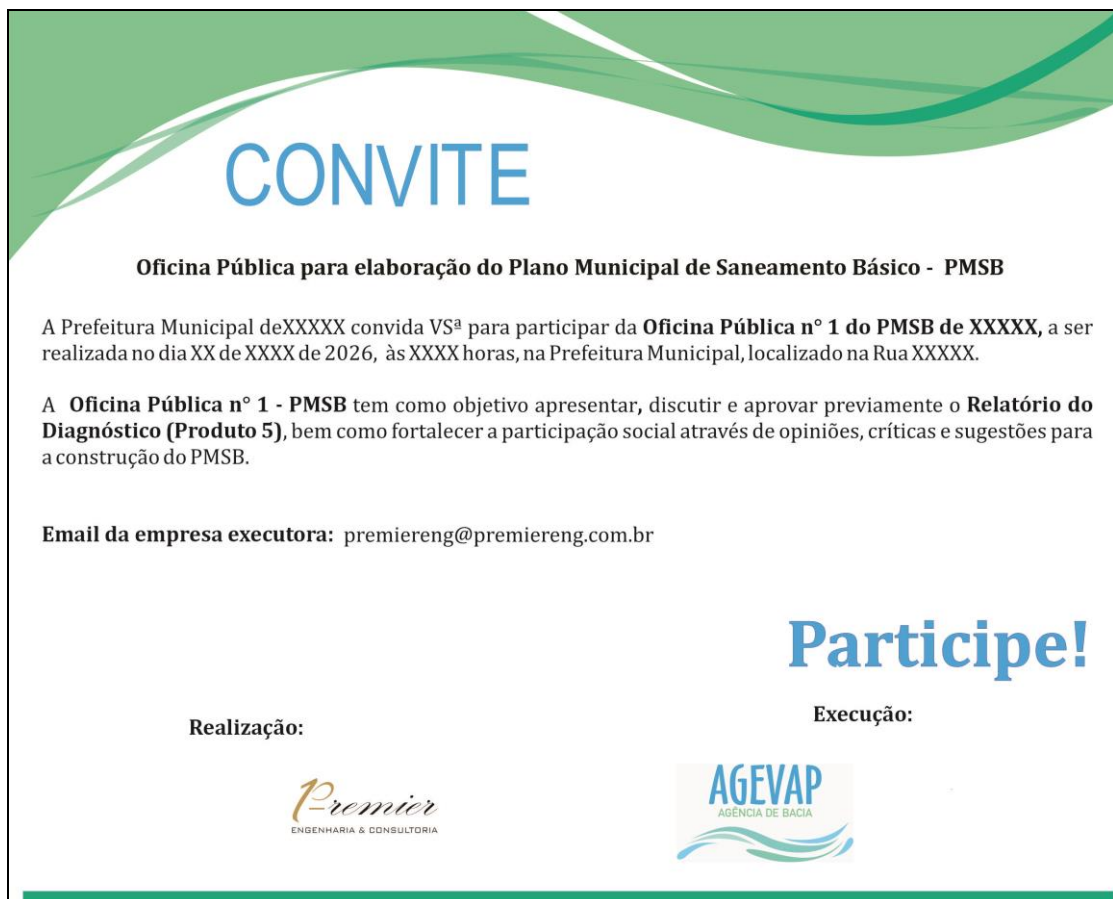 CONVITE
Oficina Pública para elaboração do Plano Municipal de Saneamento Básico - PMSB
A Prefeitura Municipal deXXXXX convida VSª para participar da Oficina Pública n° 1 do PMSB de XXXXX, a ser
realizada no dia XX de XXXX de 2026, às XXXX horas, na Prefeitura Municipal, localizado na Rua XXXXX.
A Oficina Pública n° 1 - PMSB tem como objetivo apresentar, discutir e aprovar previamente o Relatório do
Diagnóstico (Produto 5), bem como fortalecer a participação social através de opiniões, críticas e sugestões para
a construção do PMSB.
Email da empresa executora: premiereng@premiereng.com.br
Participe!
Realização:
Execução:
Premier
ENGENHARIA & CONSULTORIA
AGEVAP
AGÊNCIA DE BACIA